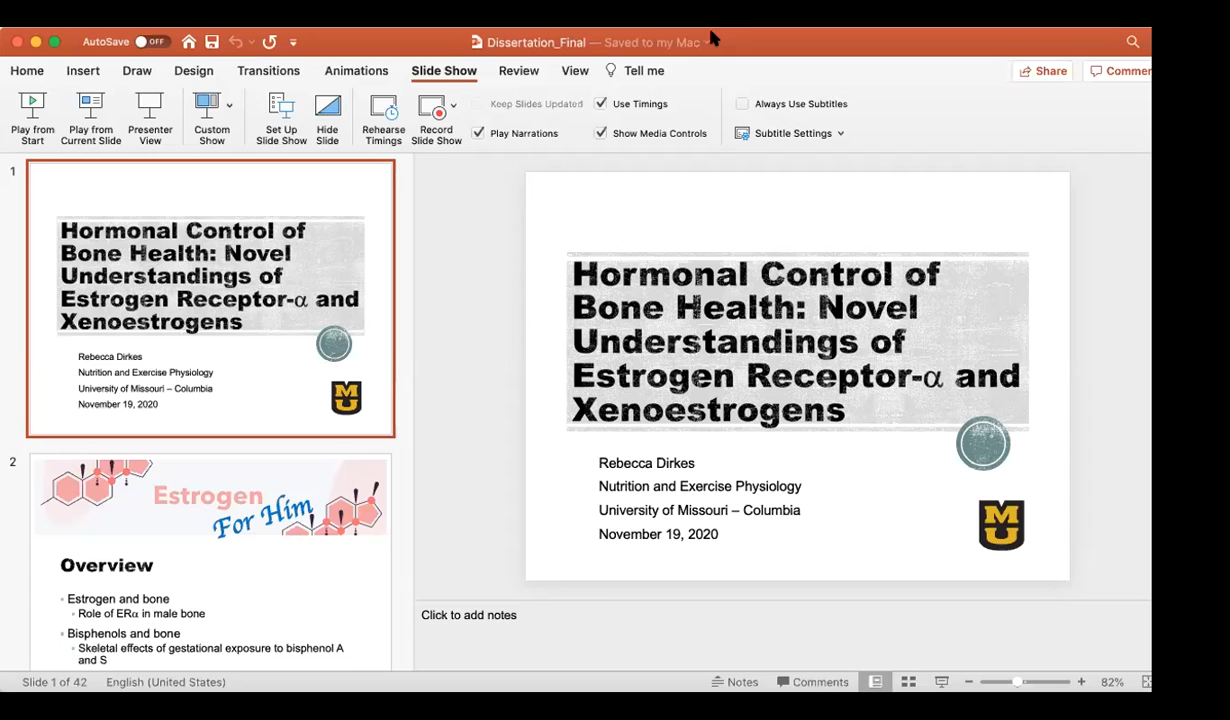 AutoSave OFF
Dissertation_Final — Saved to my Mac
Home Insert Draw Design Transitions Animations Slide Show Review View Tell me Share Commen
Play from Start
Play from Current Slide
Presenter View
Custom Show
Set Up Slide Show
Hide Slide
Rehearse Timings
Record Slide Show
Keep Slides Updated
Play Narrations
Use Timings
Show Media Controls
Always Use Subtitles
Subtitle Settings
1
Hormonal Control of
Bone Health: Novel
Understandings of
Estrogen Receptor-α and
Xenoestrogens
Rebecca Dirkes
Nutrition and Exercise Physiology
University of Missouri – Columbia
November 19, 2020
MU
2
Estrogen
For Him
Overview
Estrogen and bone
Role of ERα in male bone
Bisphenols and bone
Skeletal effects of gestational exposure to bisphenol A
and S
Hormonal Control of
Bone Health: Novel
Understandings of
Estrogen Receptor-α and
Xenoestrogens
Rebecca Dirkes
Nutrition and Exercise Physiology
University of Missouri – Columbia
November 19, 2020
MU
Click to add notes
Slide 1 of 42 English (United States) Notes Comments 82%